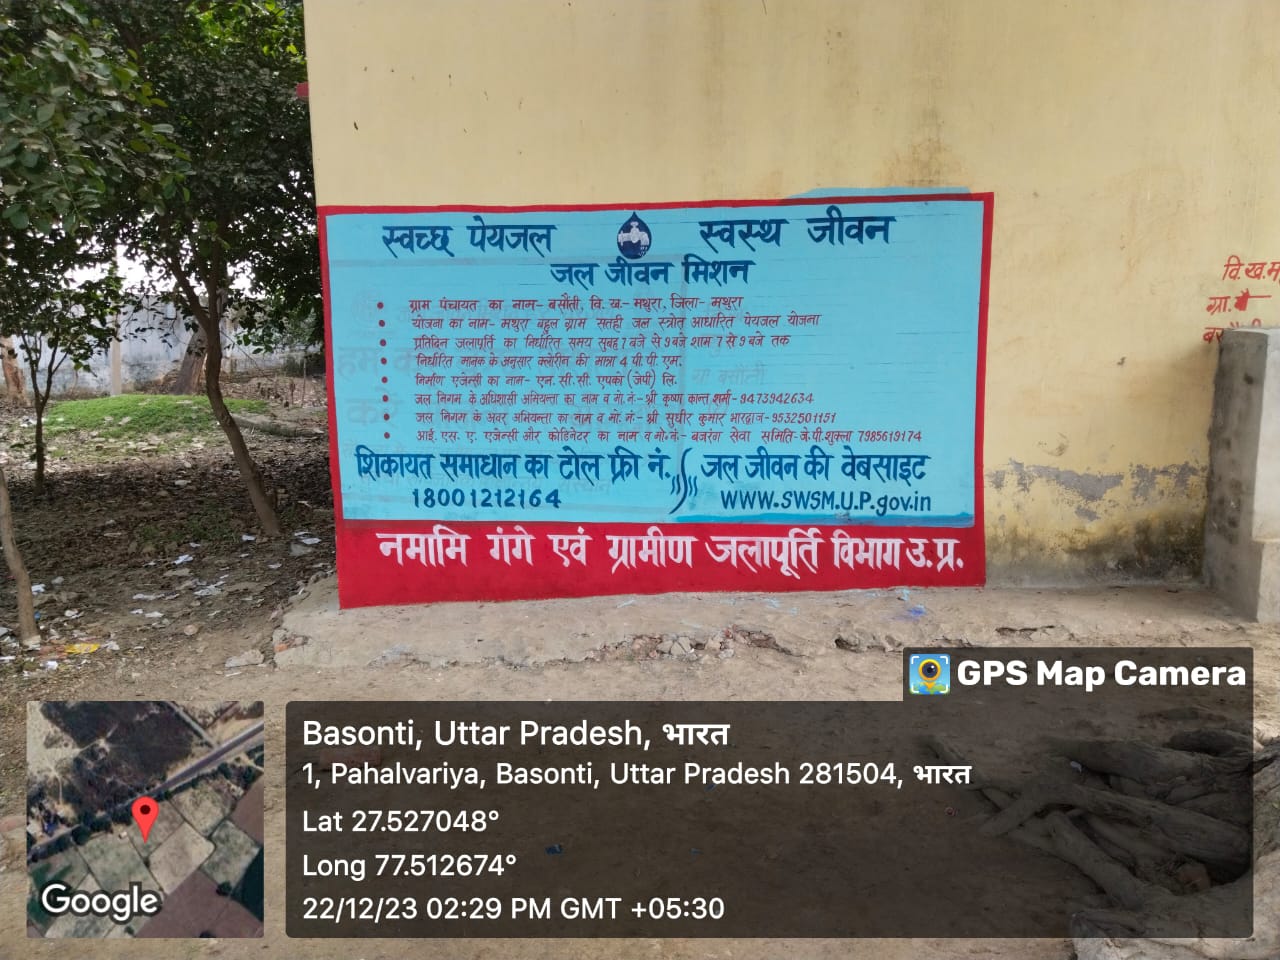 स्वच्छ पेयजल स्वस्थ जीवन
जल जीवन मिशन
• ग्राम पंचायत का नाम- बसौंती, वि. ख.- मथुरा, जिला- मथुरा
• योजना का नाम- मथुरा बहुल ग्राम सतही जल स्त्रोत आधारित पेयजल योजना
• प्रतिदिन जलापूर्ति का निर्धारित समय सुबह 7 बजे से 9 बजे शाम 7 से 9 बजे तक
• निर्धारित मानक के अनुसार क्लोरीन की मात्रा 4 पी. पी. एम.
• निर्माण एजेन्सी का नाम- एन. सी. सी. एपको (जेवी) लि.
• जल निगम के अधिशासी अभियन्ता का नाम व मो. नं.- श्री कृष्ण कान्त शर्मा- 9473942634
• जल निगम के अवर अभियन्ता का नाम व मो. नं.- श्री सुधीर कुमार भारद्वाज- 9532501151
• आई. एस. ए. एजेन्सी और कोडिनेटर का नाम व मो. नं.- बजरंग सेवा समिति- जे. पी. शुक्ला 7985619174
शिकायत समाधान का टोल फ्री नं. जल जीवन की वेबसाइट
18001212164 WWW.SWSM.U.P.gov.in
नमामि गंगे एवं ग्रामीण जलापूर्ति विभाग उ. प्र.
वि. ख. म
ग्रा.
GPS Map Camera
Basonti, Uttar Pradesh, भारत
1, Pahalvariya, Basonti, Uttar Pradesh 281504, भारत
Lat 27.527048°
Long 77.512674°
22/12/23 02:29 PM GMT +05:30
Google